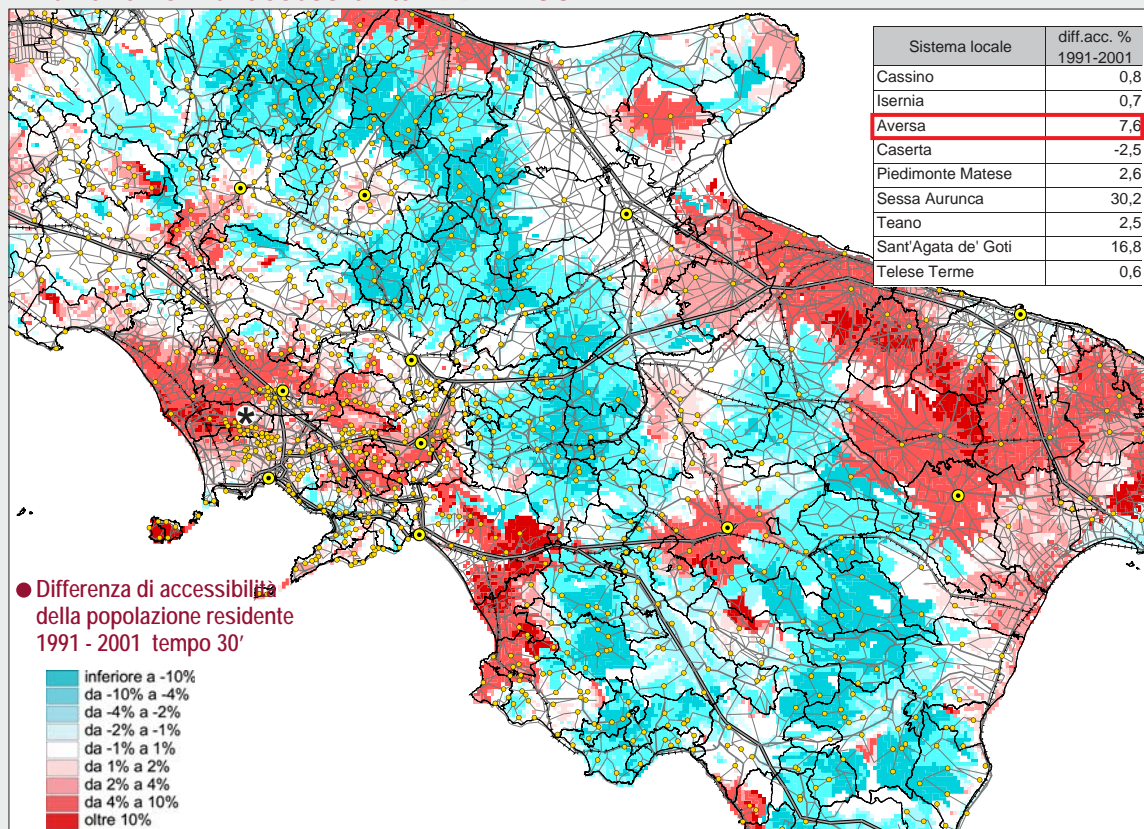 Sistema locale diff.acc. % 1991-2001
Cassino 0,8
Isernia 0,7
Aversa 7,6
Caserta -2,5
Piedimonte Matese 2,6
Sessa Aurunca 30,2
Teano 2,5
Sant'Agata de' Goti 16,8
Telese Terme 0,6
*
Differenza di accessibilità
della popolazione residente
1991 - 2001 tempo 30'
inferiore a -10%
da -10% a -4%
da -4% a -2%
da -2% a -1%
da -1% a 1%
da 1% a 2%
da 2% a 4%
da 4% a 10%
oltre 10%